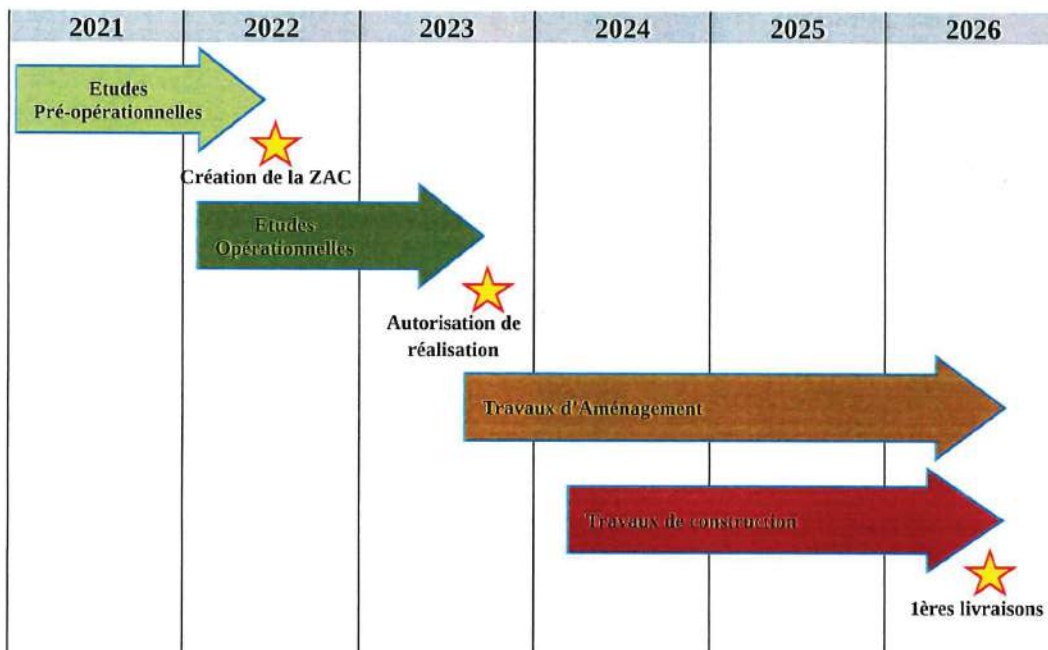 2021 2022 2023 2024 2025 2026
Etudes
Pré-opérationnelles
Création de la ZAC
Etudes
Opérationnelles
Autorisation de
réalisation
Travaux d'Aménagement
Travaux de construction
1ères livraisons